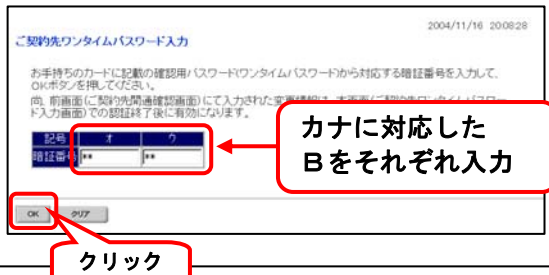 2004/11/16 20:08:28
ご契約先ワンタイムパスワード入力
お手持ちのカードに記載の確認用パスワード(ワンタイムパスワード)から対応する暗証番号を入力して、
OKボタンを押してください。
尚、前画面(ご契約先開通確認画面)にて入力された変更情報は、本画面(ご契約先ワンタイムパスワー
ド入力画面)での認証終了後に有効になります。
記号 オ ウ
暗証番号 ** **
カナに対応した
Bをそれぞれ入力
OK クリア
クリック